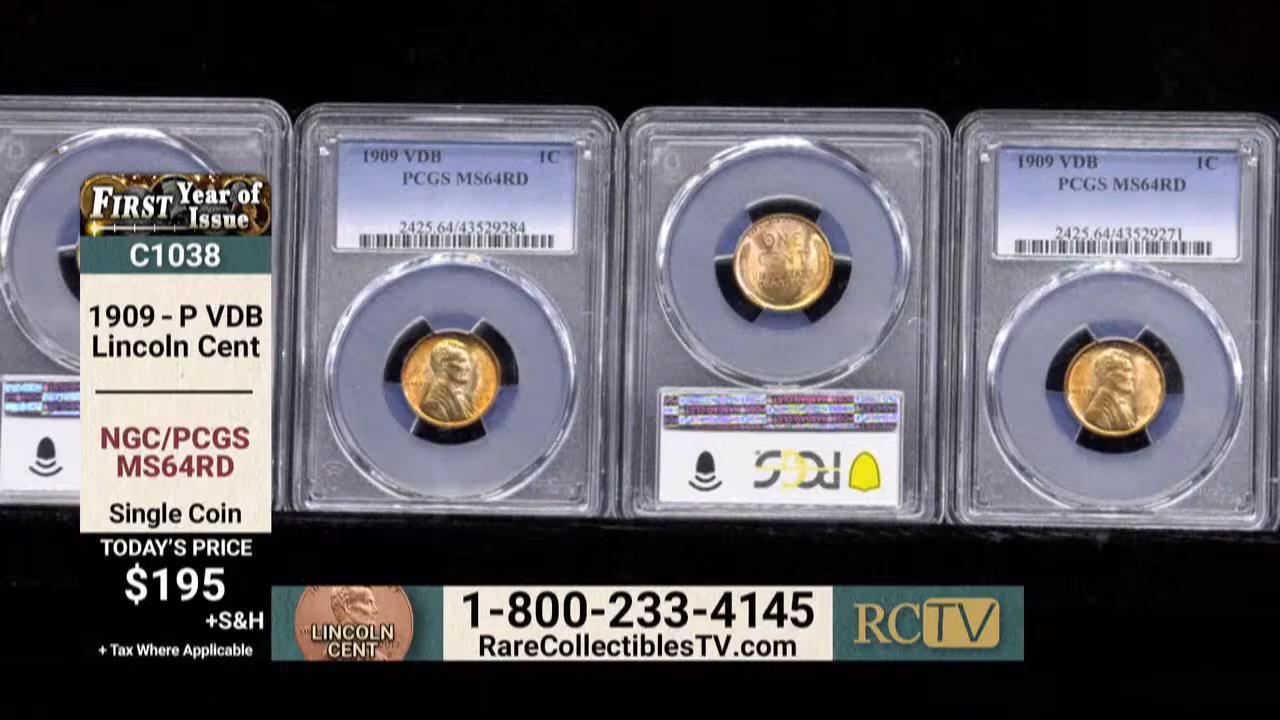 FIRST Year of Issue
C1038
1909 - P VDB
Lincoln Cent
NGC/PCGS
MS64RD
Single Coin
TODAY'S PRICE
$195
+S&H
+ Tax Where Applicable
1909 VDB 1C
PCGS MS64RD
2425.64/43529284
ONE
CENT
PCGS
1909 VDB 1C
PCGS MS64RD
2425.64/43529271
LINCOLN
CENT
1-800-233-4145
RareCollectiblesTV.com
RCTV